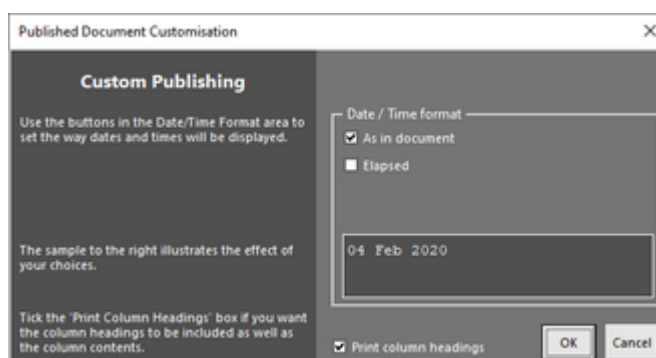 Published Document Customisation
Custom Publishing
Use the buttons in the Date/Time Format area to
set the way dates and times will be displayed.
The sample to the right illustrates the effect of
your choices.
Tick the 'Print Column Headings' box if you want
the column headings to be included as well as
the column contents.
Date / Time format
As in document
Elapsed
04 Feb 2020
Print column headings
OK
Cancel